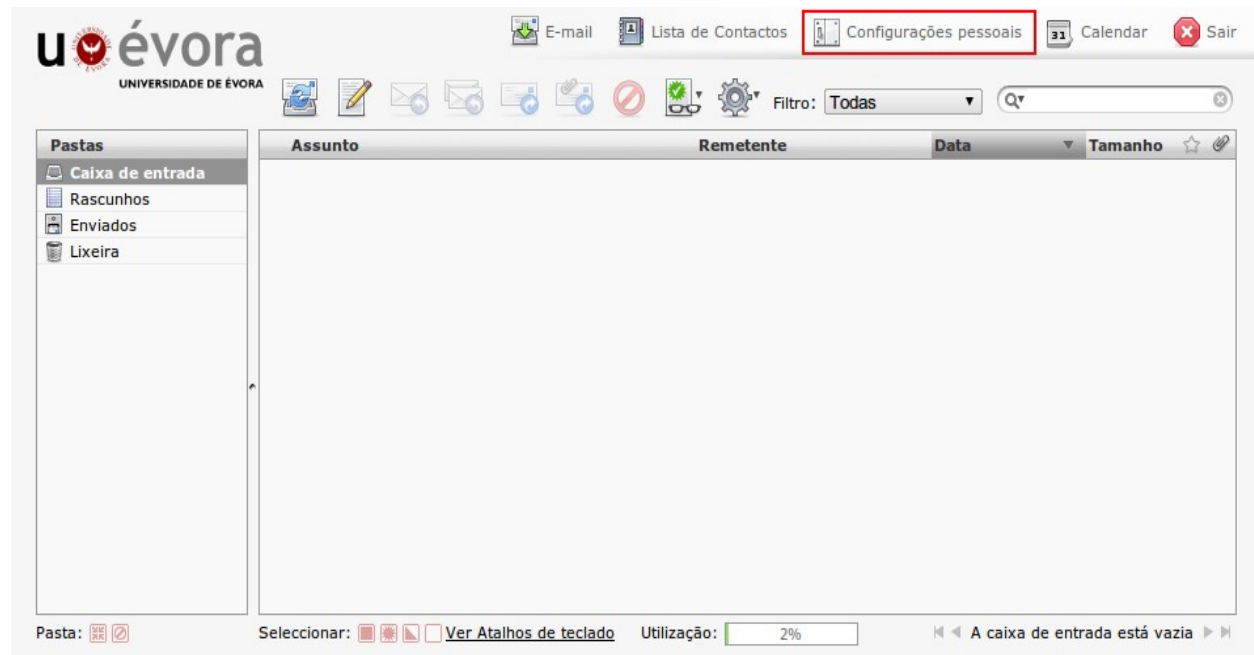 E-mail Lista de Contactos Configurações pessoais 31 Calendar Sair
u évora
UNIVERSIDADE DE ÉVORA
Filtro: Todas
Pastas
Assunto Remetente Data Tamanho
Caixa de entrada
Rascunhos
Enviados
Lixeira
Pasta:
Seleccionar: Ver Atalhos de teclado Utilização: 2% A caixa de entrada está vazia